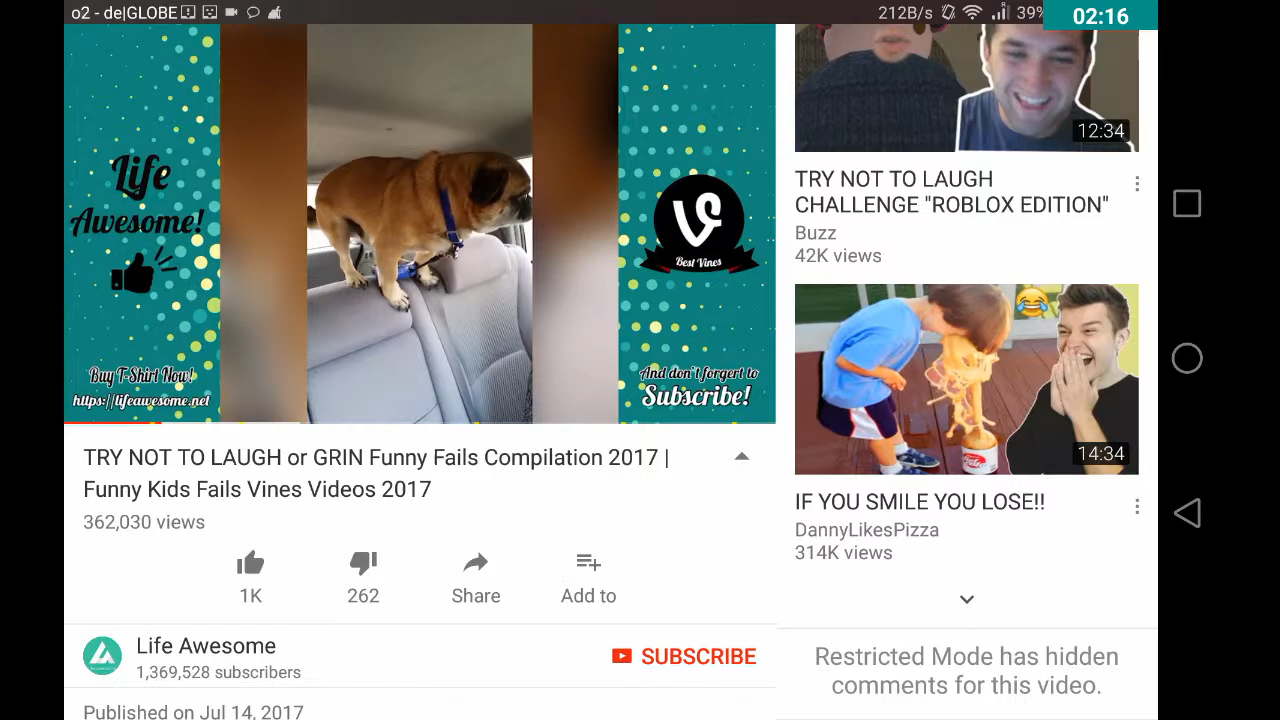 o2 - de|GLOBE
212B/s
39%
02:16
Life
Awesome!
Buy T-Shirt Now!
https://lifeawesome.net
Best Vines
And don't forgert to
Subscribe!
TRY NOT TO LAUGH or GRIN Funny Fails Compilation 2017 |
Funny Kids Fails Vines Videos 2017
362,030 views
1K
262
Share
Add to
Life Awesome
1,369,528 subscribers
SUBSCRIBE
Published on Jul 14, 2017
12:34
TRY NOT TO LAUGH
CHALLENGE "ROBLOX EDITION"
Buzz
42K views
14:34
IF YOU SMILE YOU LOSE!!
DannyLikesPizza
314K views
Restricted Mode has hidden
comments for this video.